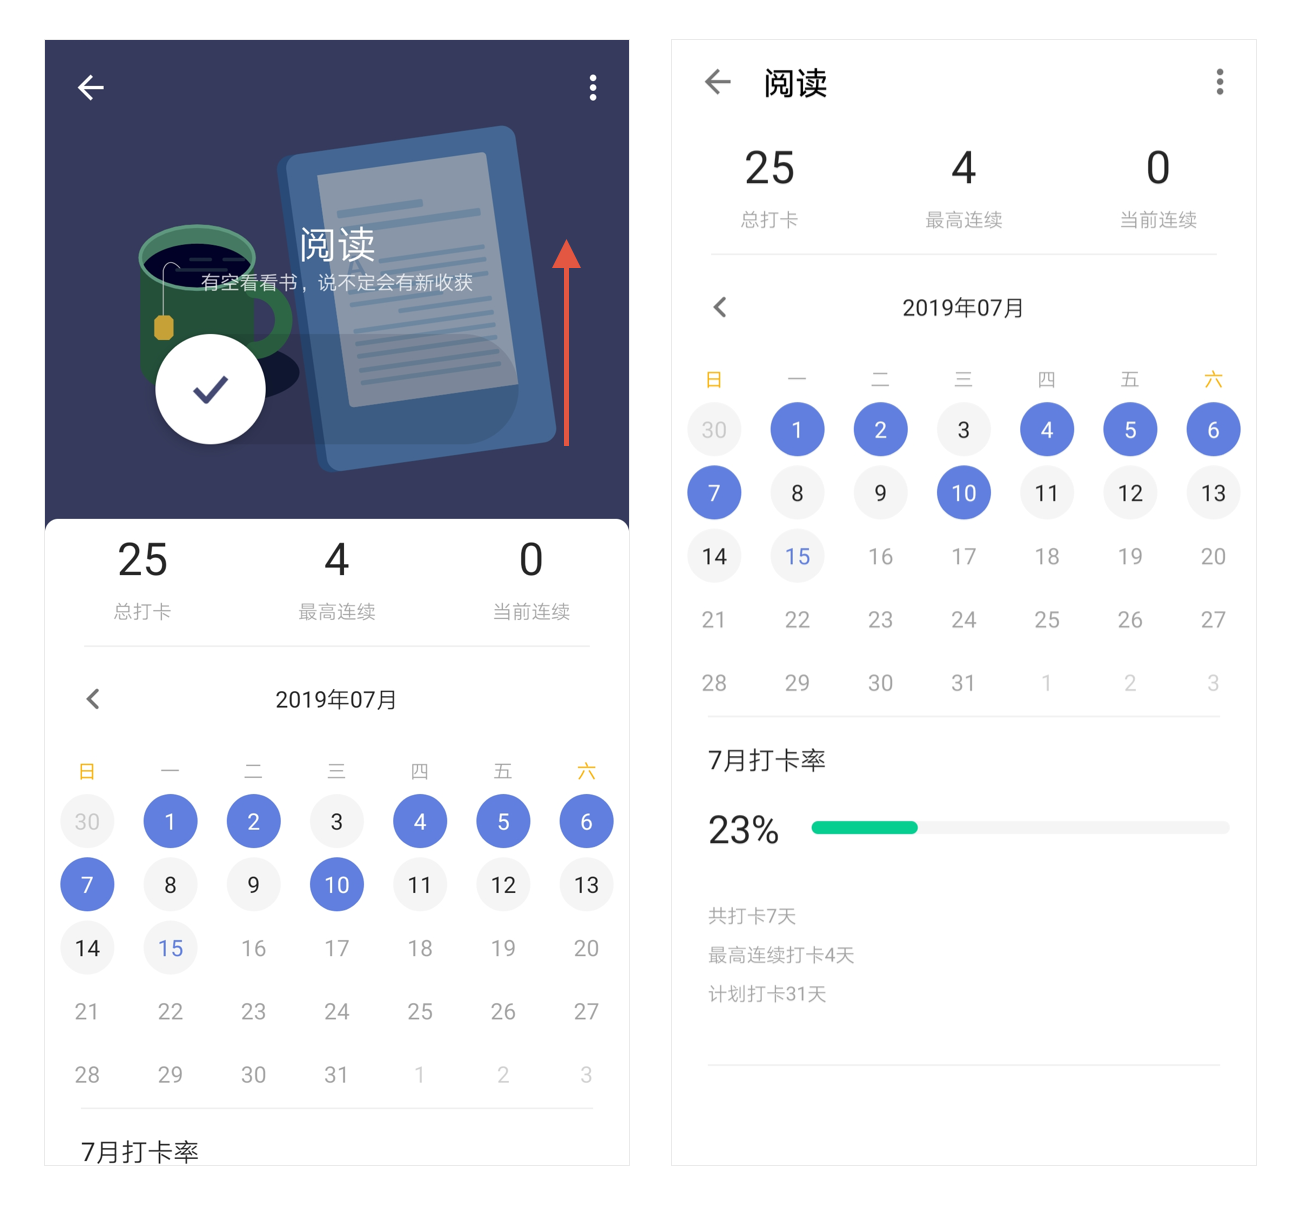 阅读
有空看看书，说不定会有新收获
25 4 0
总打卡 最高连续 当前连续
2019年07月
日 一 二 三 四 五 六
30 1 2 3 4 5 6
7 8 9 10 11 12 13
14 15 16 17 18 19 20
21 22 23 24 25 26 27
28 29 30 31 1 2 3
7月打卡率
阅读
25 4 0
总打卡 最高连续 当前连续
2019年07月
日 一 二 三 四 五 六
30 1 2 3 4 5 6
7 8 9 10 11 12 13
14 15 16 17 18 19 20
21 22 23 24 25 26 27
28 29 30 31 1 2 3
7月打卡率
23%
共打卡7天
最高连续打卡4天
计划打卡31天